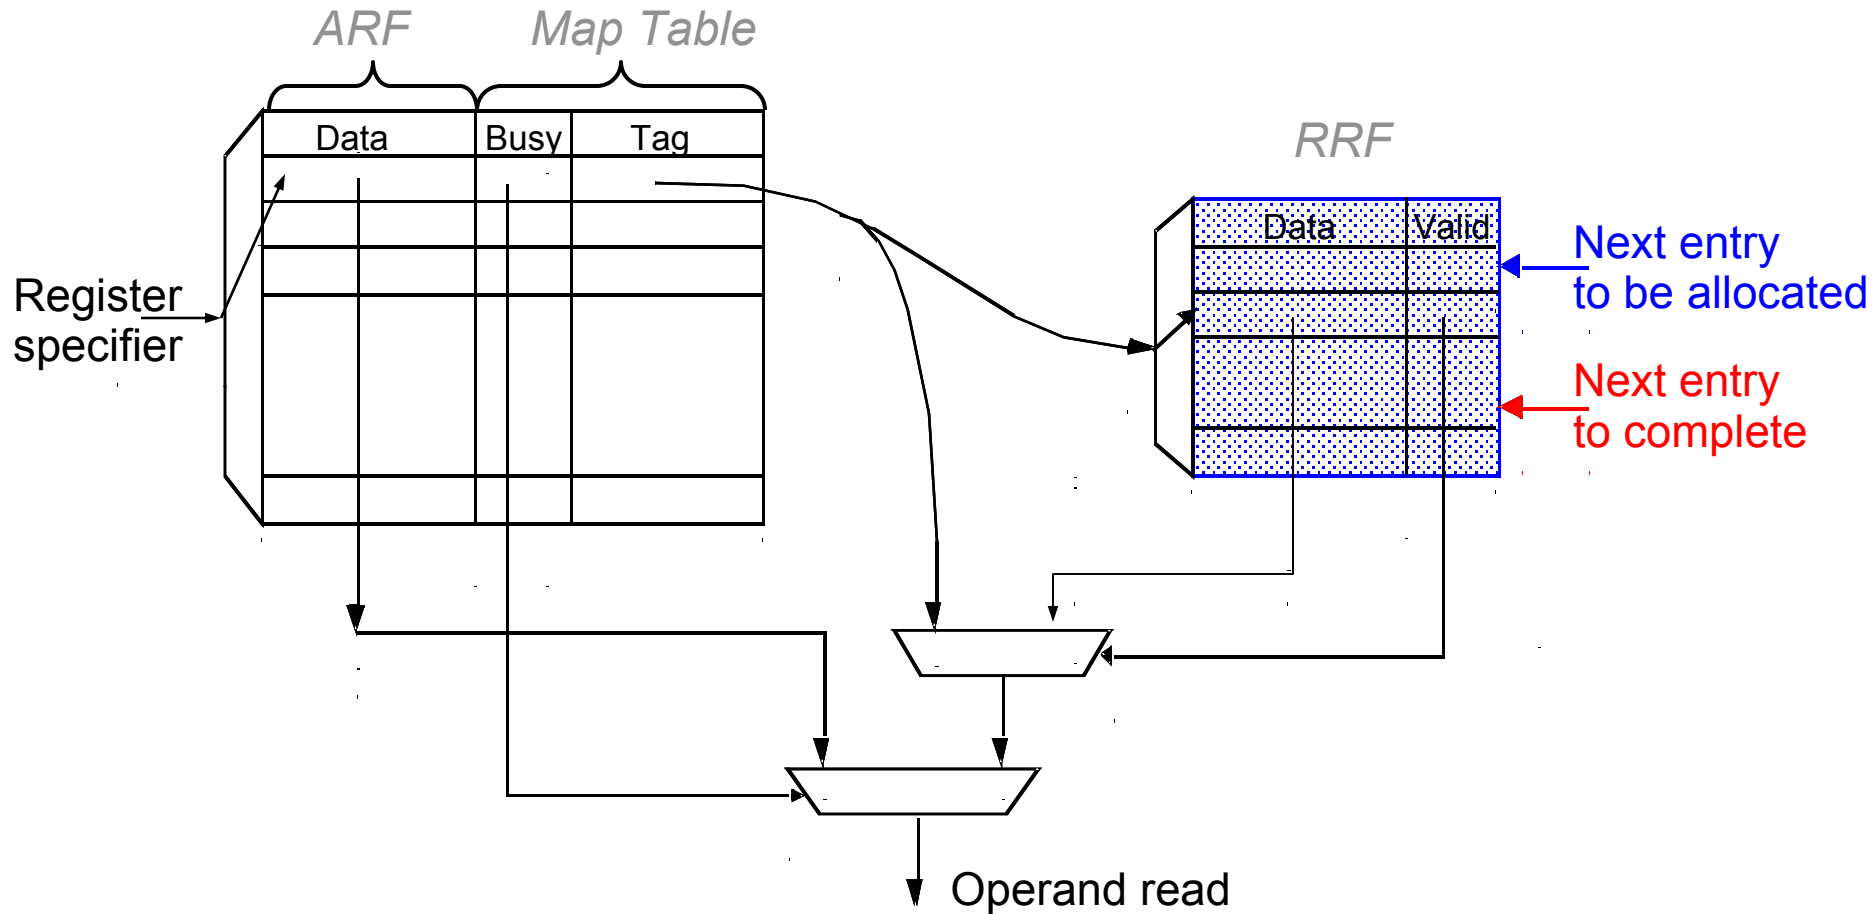 ARF
Map Table
Data
Busy
Tag
RRF
Data
Valid
Next entry
to be allocated
Register
specifier
Next entry
to complete
Operand read